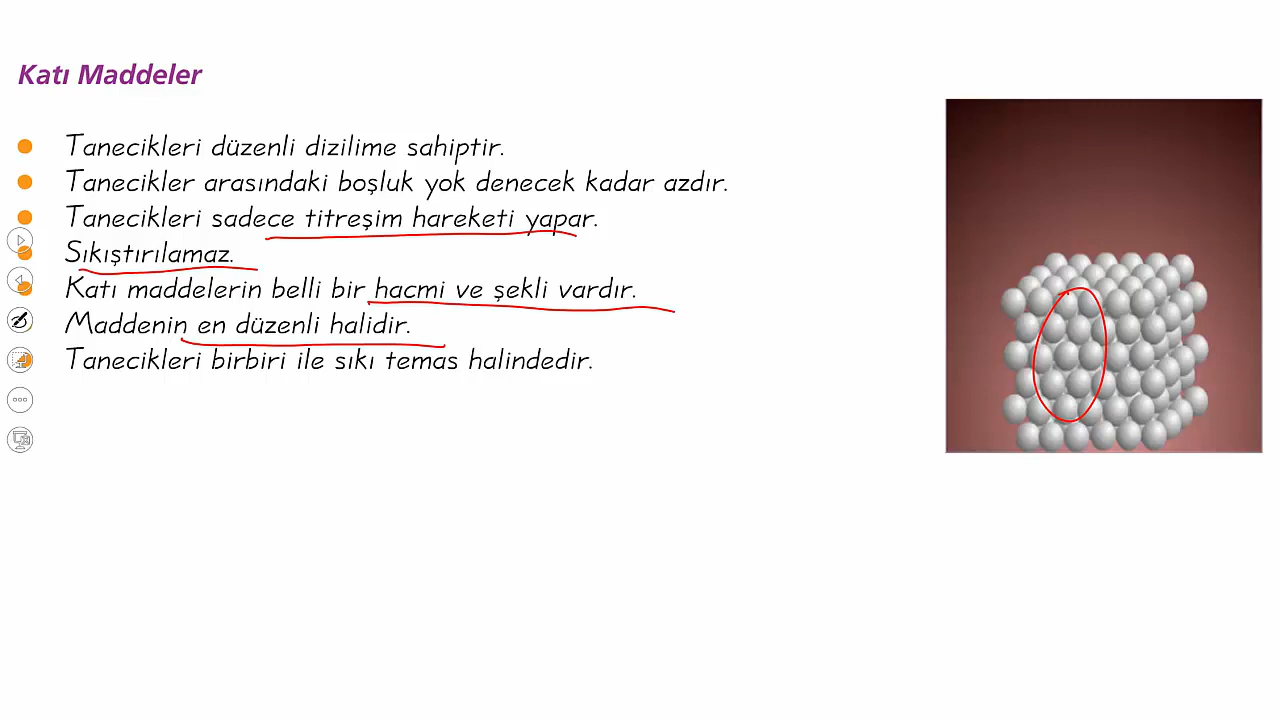 Katı Maddeler
Tanecikleri düzenli dizilime sahiptir.
Tanecikler arasındaki boşluk yok denecek kadar azdır.
Tanecikleri sadece titreşim hareketi yapar.
Sıkıştırılamaz.
Katı maddelerin belli bir hacmi ve şekli vardır.
Maddenin en düzenli halidir.
Tanecikleri birbiri ile sıkı temas halindedir.